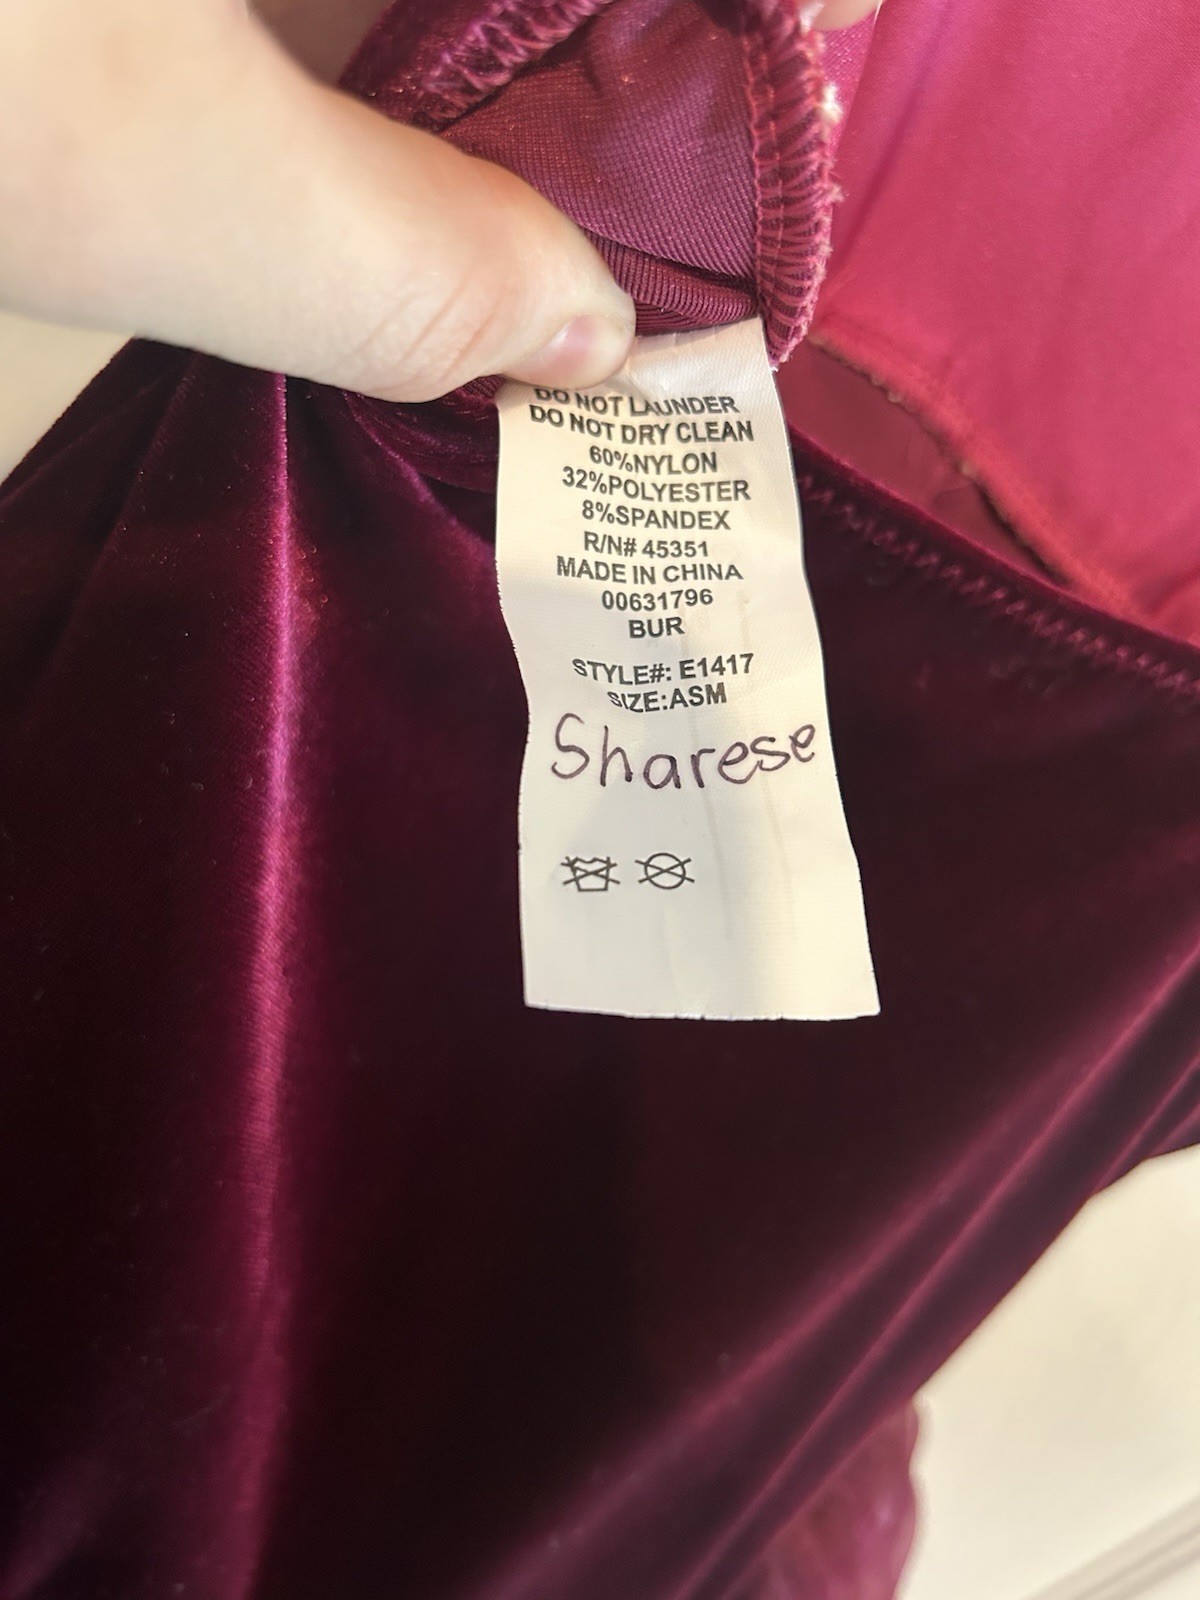 DO NOT LAUNDER
DO NOT DRY CLEAN
60%NYLON
32%POLYESTER
8%SPANDEX
R/N# 45351
MADE IN CHINA
00631796
BUR
STYLE#: E1417
SIZE:ASM
Sharese